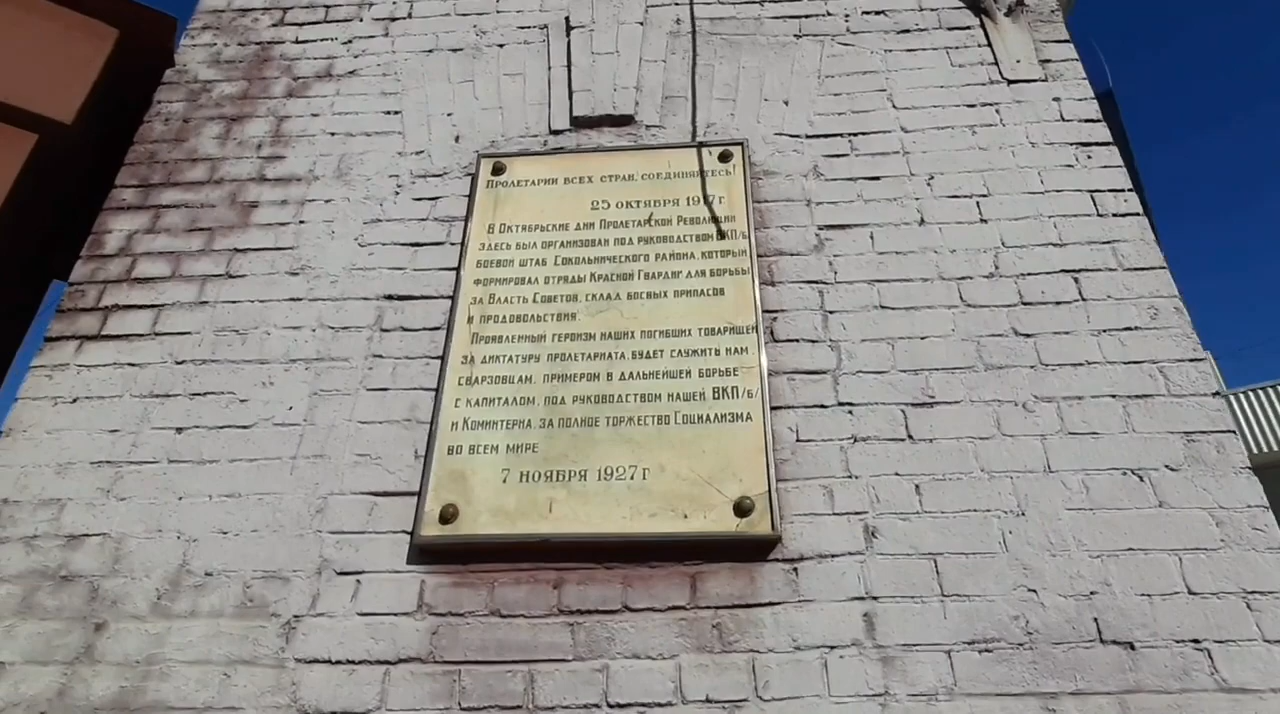 Пролетарии всех стран, соединяйтесь!
25 октября 1917г.
В Октябрьские дни Пролетарской Революции
здесь был организован под руководством ВКП/б/
боевой штаб Сокольнического района, который
формировал отряды Красной Гвардии для борьбы
за Власть Советов, склад боевых припасов
и продовольствия.
Проявленный героизм наших погибших товарищей
за диктатуру пролетариата, будет служить нам,
сварзовцам, примером в дальнейшей борьбе
с капиталом, под руководством нашей ВКП/б/
и Коминтерна, за полное торжество Социализма
во всем мире
7 ноября 1927г